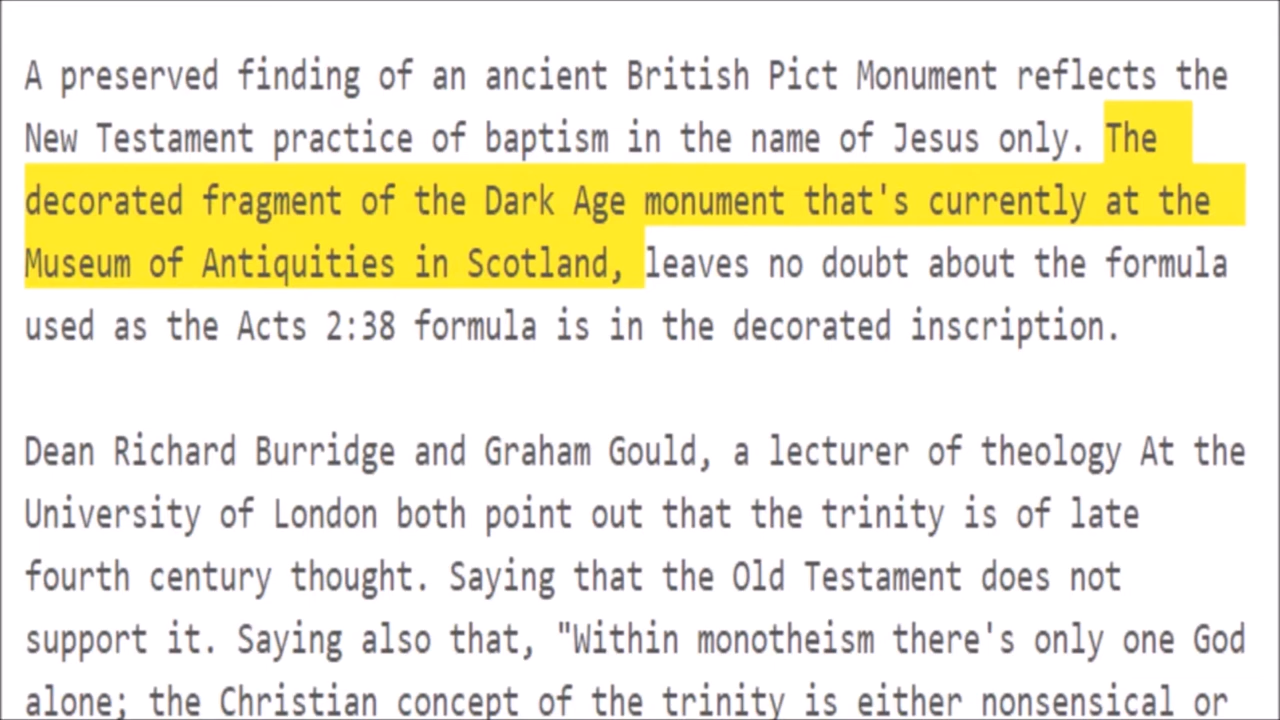 A preserved finding of an ancient British Pict Monument reflects the
New Testament practice of baptism in the name of Jesus only. The
decorated fragment of the Dark Age monument that's currently at the
Museum of Antiquities in Scotland, leaves no doubt about the formula
used as the Acts 2:38 formula is in the decorated inscription.
Dean Richard Burridge and Graham Gould, a lecturer of theology At the
University of London both point out that the trinity is of late
fourth century thought. Saying that the Old Testament does not
support it. Saying also that, "Within monotheism there's only one God
alone; the Christian concept of the trinity is either nonsensical or